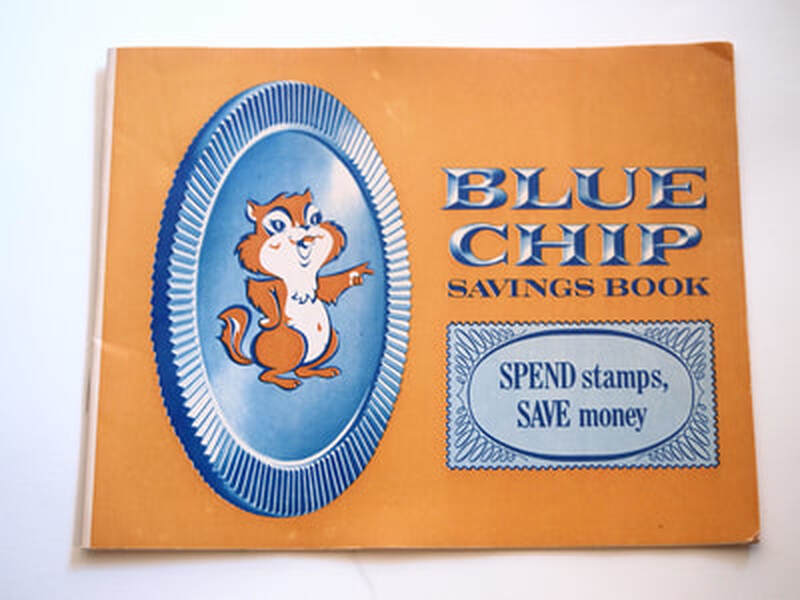 BLUE
CHIP
SAVINGS BOOK
SPEND stamps,
SAVE money